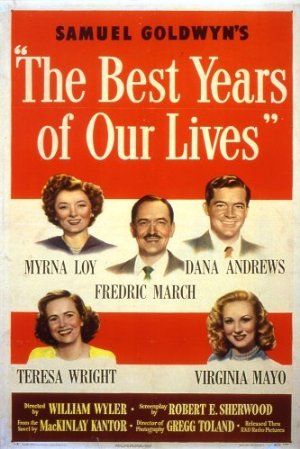 SAMUEL GOLDWYN'S
"The Best Years
of Our Lives"
MYRNA LOY
DANA ANDREWS
FREDRIC MARCH
TERESA WRIGHT
VIRGINIA MAYO
Directed by WILLIAM WYLER Screenplay by ROBERT E. SHERWOOD
From the Novel by MacKINLAY KANTOR Director of Photography GREGG TOLAND Released Thru RKO Radio Pictures